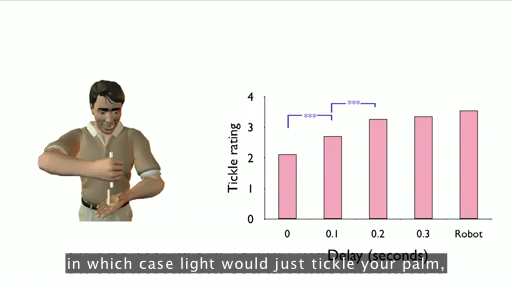 4
3
2
1
0
Tickle rating
***
***
0 0.1 0.2 0.3 Robot
Delay (seconds)
in which case light would just tickle your palm,